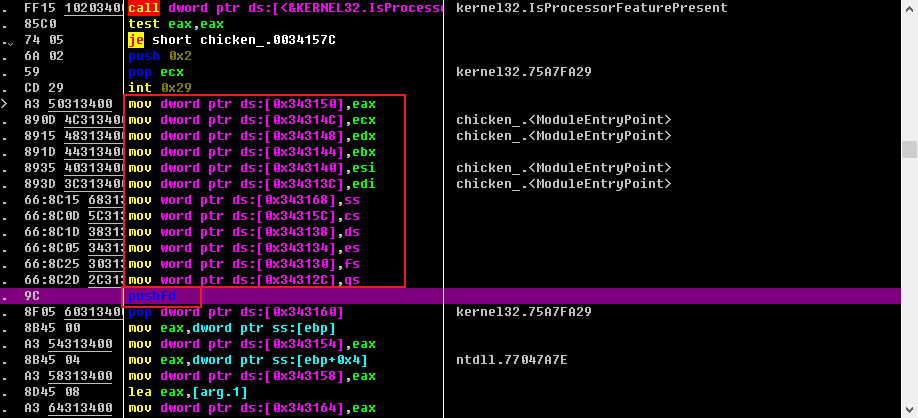 . FF15 10203400 call dword ptr ds:[<&KERNEL32.IsProcesso kernel32.IsProcessorFeaturePresent
. 85C0 test eax,eax
. 74 05 je short chicken_.0034157C
. 6A 02 push 0x2
. 59 pop ecx kernel32.75A7FA29
. CD 29 int 0x29
> A3 50313400 mov dword ptr ds:[0x343150],eax
. 890D 4C313400 mov dword ptr ds:[0x34314C],ecx chicken_.<ModuleEntryPoint>
. 8915 48313400 mov dword ptr ds:[0x343148],edx chicken_.<ModuleEntryPoint>
. 891D 44313400 mov dword ptr ds:[0x343144],ebx
. 8935 40313400 mov dword ptr ds:[0x343140],esi chicken_.<ModuleEntryPoint>
. 893D 3C313400 mov dword ptr ds:[0x34313C],edi chicken_.<ModuleEntryPoint>
. 66:8C15 68313 mov word ptr ds:[0x343168],ss
. 66:8C0D 5C313 mov word ptr ds:[0x34315C],cs
. 66:8C1D 38313 mov word ptr ds:[0x343138],ds
. 66:8C05 34313 mov word ptr ds:[0x343134],es
. 66:8C25 30313 mov word ptr ds:[0x343130],fs
. 66:8C2D 2C313 mov word ptr ds:[0x34312C],gs
. 9C pushfd
. 8F05 60313400 pop dword ptr ds:[0x343160] kernel32.75A7FA29
. 8B45 00 mov eax,dword ptr ss:[ebp]
. A3 54313400 mov dword ptr ds:[0x343154],eax
. 8B45 04 mov eax,dword ptr ss:[ebp+0x4] ntdll.77047A7E
. A3 58313400 mov dword ptr ds:[0x343158],eax
. 8D45 08 lea eax,[arg.1]
. A3 64313400 mov dword ptr ds:[0x343164],eax